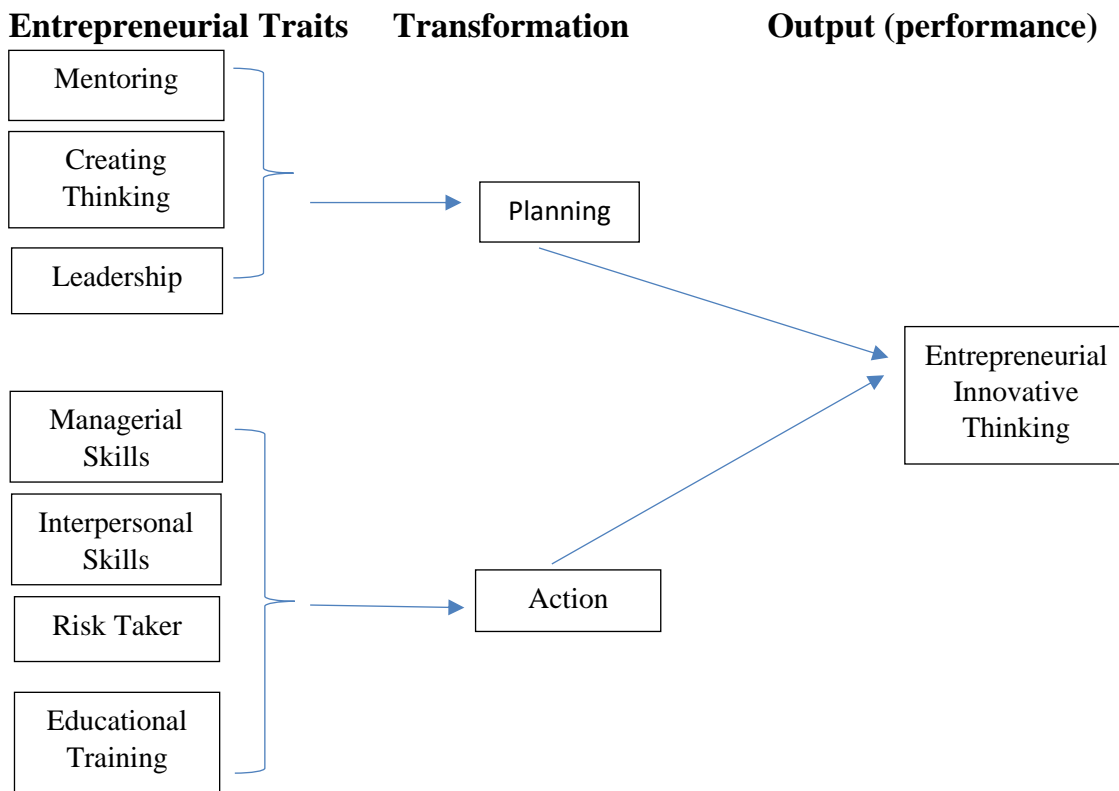 Entrepreneurial Traits Transformation Output (performance)
Mentoring
Creating
Thinking
Leadership
Planning
Entrepreneurial
Innovative
Thinking
Managerial
Skills
Interpersonal
Skills
Risk Taker
Action
Educational
Training